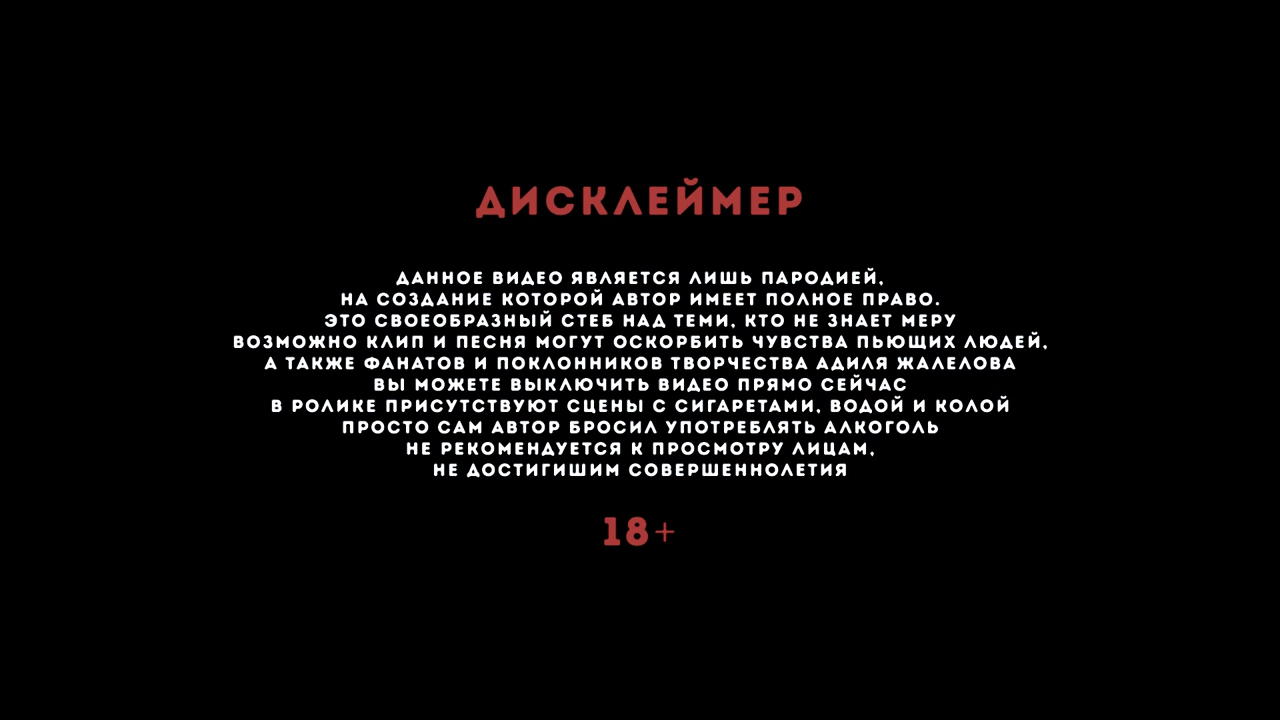 ДИСКЛЕЙМЕР
ДАННОЕ ВИДЕО ЯВЛЯЕТСЯ ЛИШЬ ПАРОДИЕЙ,
НА СОЗДАНИЕ КОТОРОЙ АВТОР ИМЕЕТ ПОЛНОЕ ПРАВО.
ЭТО СВОЕОБРАЗНЫЙ СТЕБ НАД ТЕМИ, КТО НЕ ЗНАЕТ МЕРУ
ВОЗМОЖНО КЛИП И ПЕСНЯ МОГУТ ОСКОРБИТЬ ЧУВСТВА ПЬЮЩИХ ЛЮДЕЙ,
А ТАКЖЕ ФАНАТОВ И ПОКЛОННИКОВ ТВОРЧЕСТВА АДИЛЯ ЖАЛЕЛОВА
ВЫ МОЖЕТЕ ВЫКЛЮЧИТЬ ВИДЕО ПРЯМО СЕЙЧАС
В РОЛИКЕ ПРИСУТСТВУЮТ СЦЕНЫ С СИГАРЕТАМИ, ВОДОЙ И КОЛОЙ
ПРОСТО САМ АВТОР БРОСИЛ УПОТРЕБЛЯТЬ АЛКОГОЛЬ
НЕ РЕКОМЕНДУЕТСЯ К ПРОСМОТРУ ЛИЦАМ,
НЕ ДОСТИГИШИМ СОВЕРШЕННОЛЕТИЯ
18+